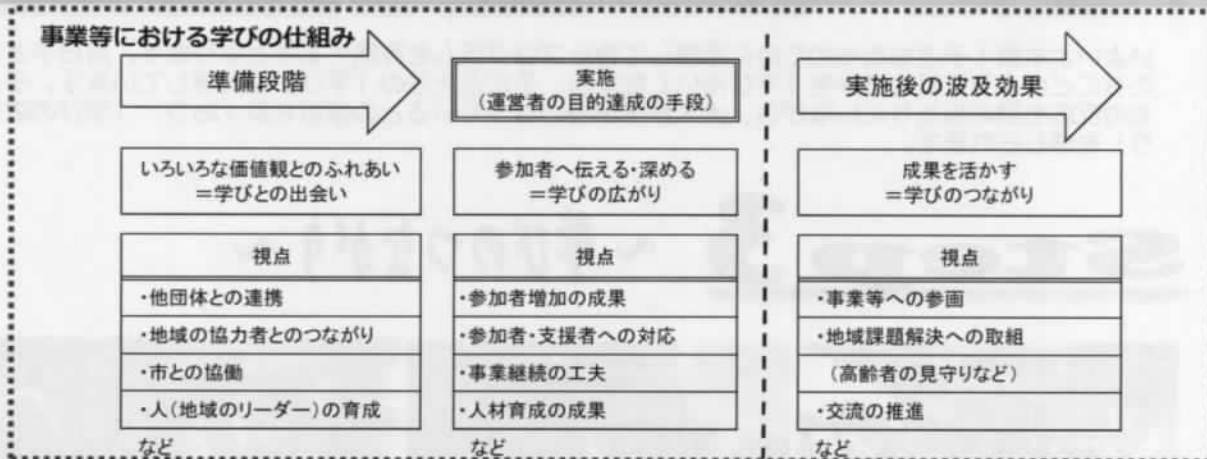 事業等における学びの仕組み
準備段階
いろいろな価値観とのふれあい
=学びとの出会い
視点
・他団体との連携
・地域の協力者とのつながり
・市との協働
・人(地域のリーダー)の育成
など
実施
(運営者の目的達成の手段)
参加者へ伝える・深める
=学びの広がり
視点
・参加者増加の成果
・参加者・支援者への対応
・事業継続の工夫
・人材育成の成果
など
実施後の波及効果
成果を活かす
=学びのつながり
視点
・事業等への参画
・地域課題解決への取組
(高齢者の見守りなど)
・交流の推進
など